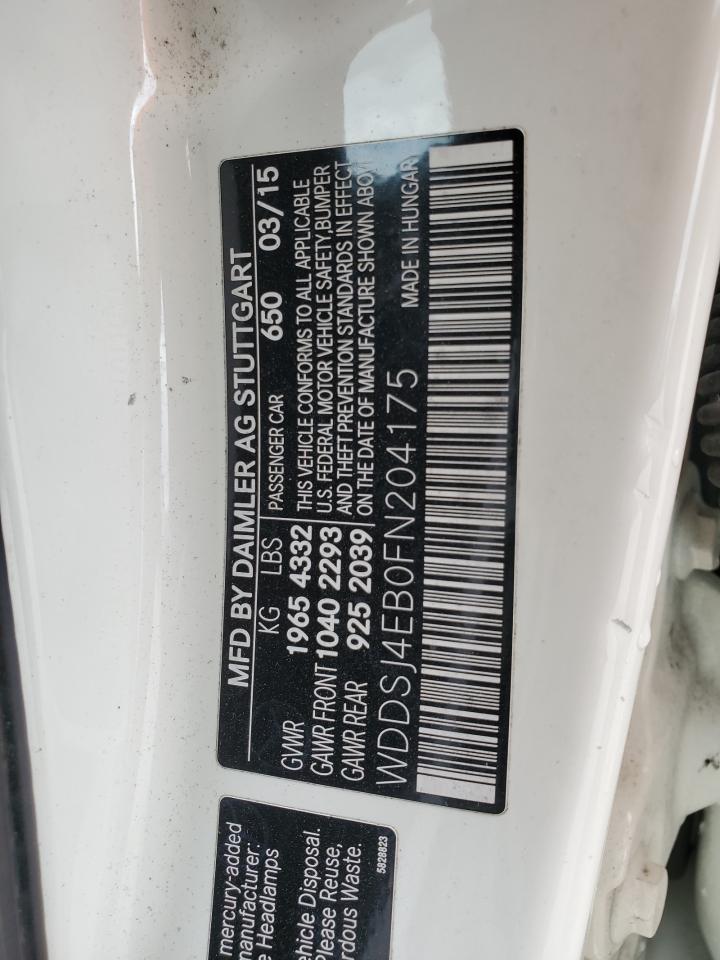 MFD BY DAIMLER AG STUTTGART
KG LBS PASSENGER CAR 650 03/15
GVWR 1965 4332 THIS VEHICLE CONFORMS TO ALL APPLICABLE
GAWR FRONT 1040 2293 U.S. FEDERAL MOTOR VEHICLE SAFETY, BUMPER
GAWR REAR 925 2039 AND THEFT PREVENTION STANDARDS IN EFFECT
ON THE DATE OF MANUFACTURE SHOWN ABOV
WDDSJ4EB0FN204175 MADE IN HUNGAR
mercury-added
manufacturer:
e Headlamps
ehicle Disposal.
Please Reuse,
rdous Waste.
5828823